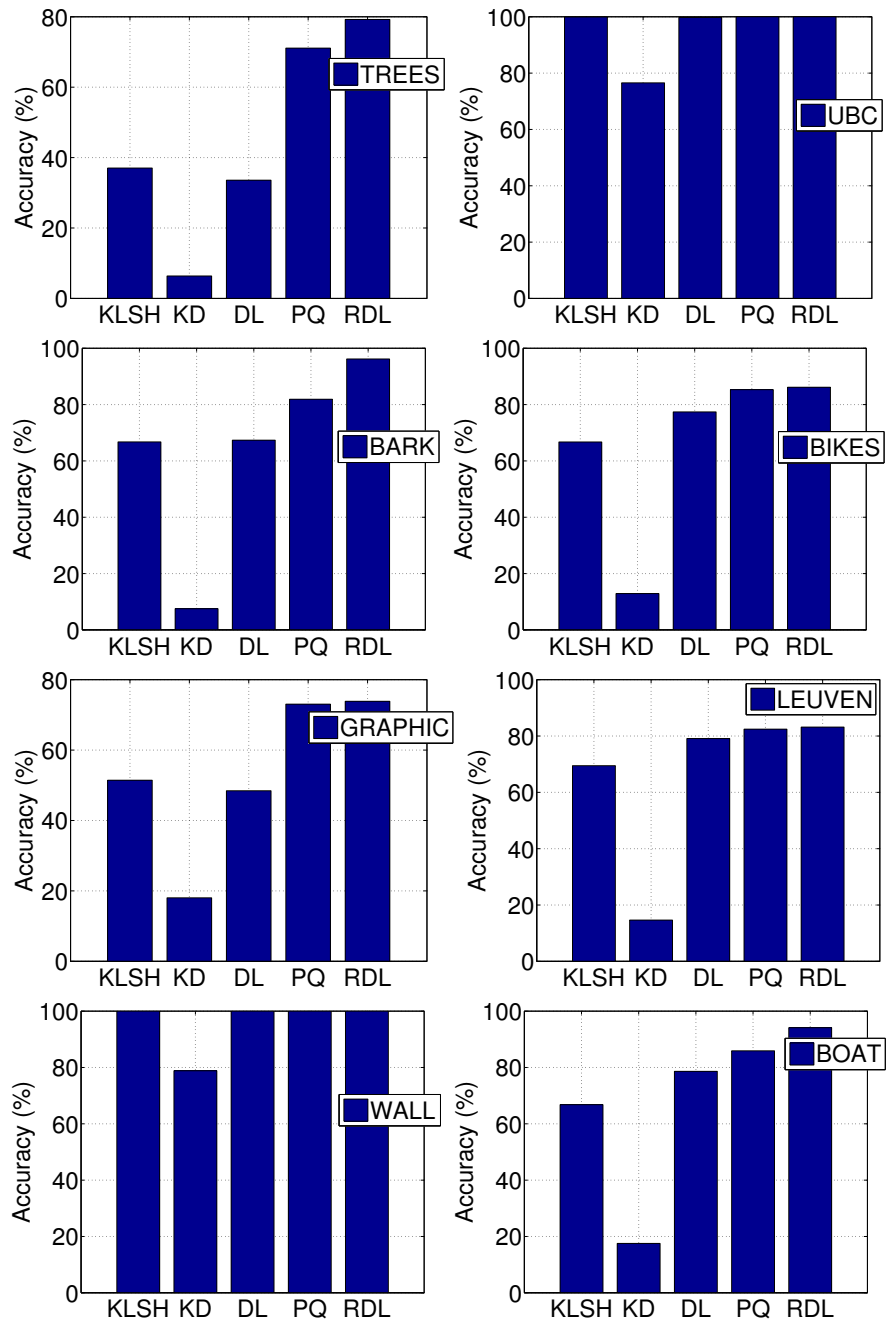 80
60
40
20
0
Accuracy (%)
TREES
KLSH KD DL PQ RDL
100
80
60
40
20
0
Accuracy (%)
UBC
KLSH KD DL PQ RDL
100
80
60
40
20
0
Accuracy (%)
BARK
KLSH KD DL PQ RDL
100
80
60
40
20
0
Accuracy (%)
BIKES
KLSH KD DL PQ RDL
80
60
40
20
0
Accuracy (%)
GRAPHIC
KLSH KD DL PQ RDL
100
80
60
40
20
0
Accuracy (%)
LEUVEN
KLSH KD DL PQ RDL
100
80
60
40
20
0
Accuracy (%)
WALL
KLSH KD DL PQ RDL
100
80
60
40
20
0
Accuracy (%)
BOAT
KLSH KD DL PQ RDL